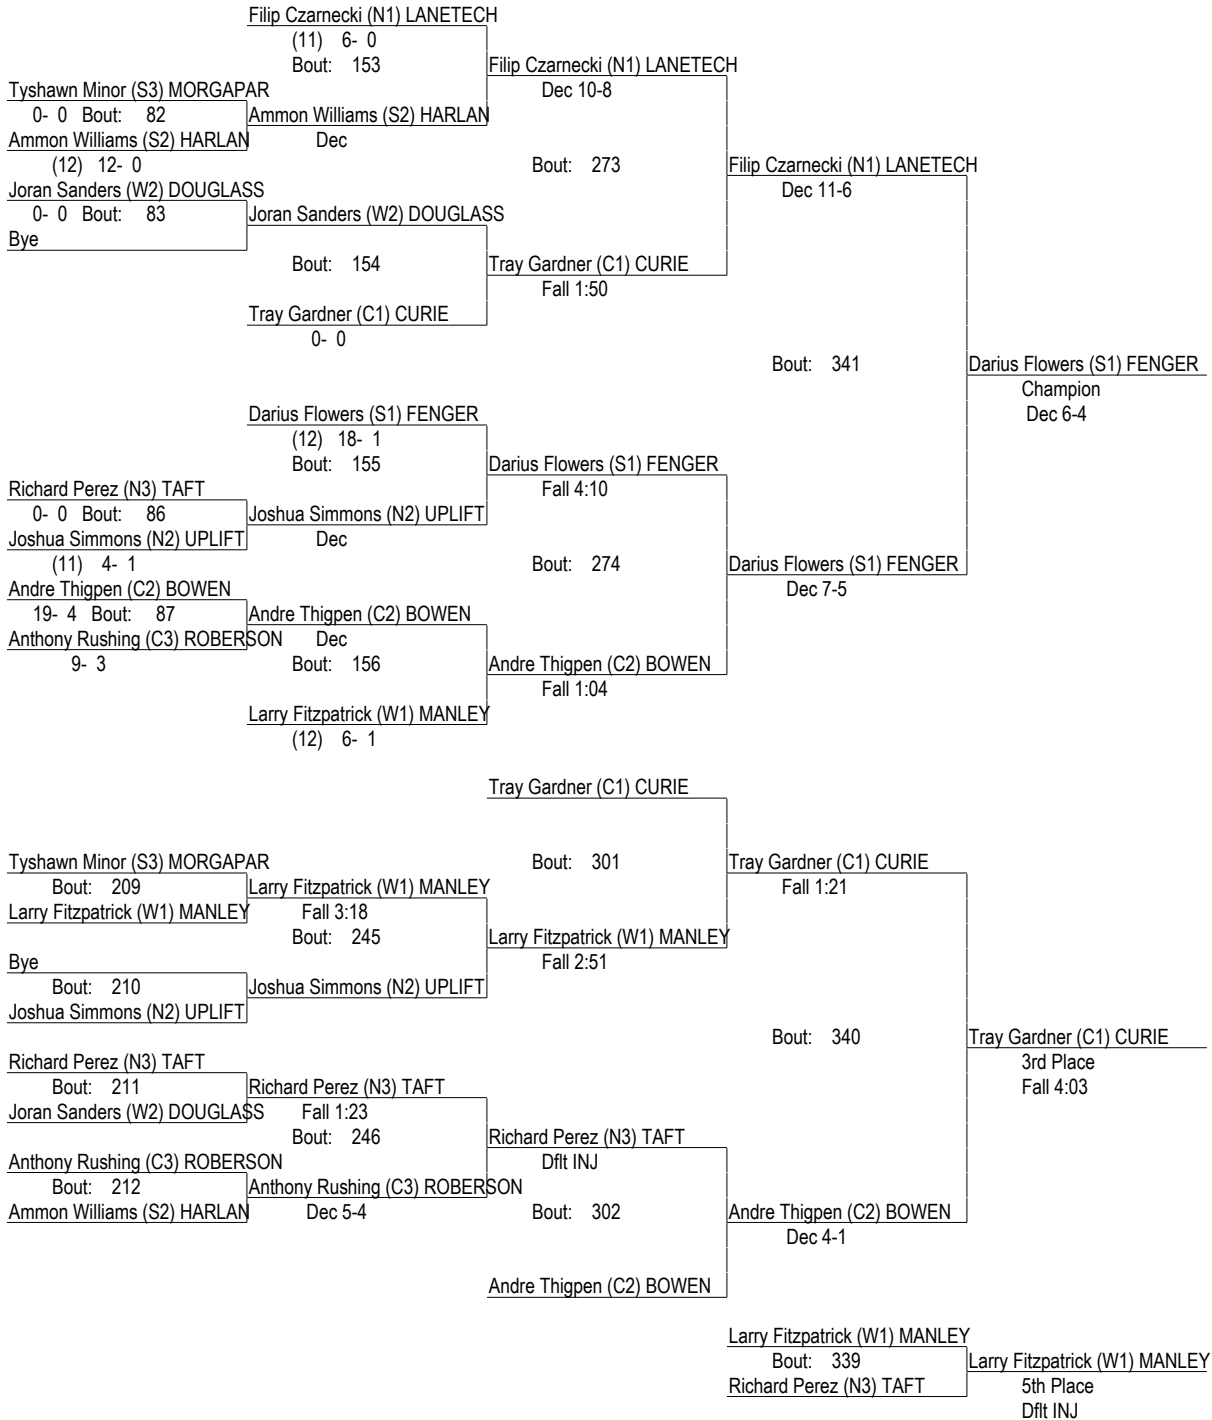 Filip Czarnecki (N1) LANETECH
(11) 6- 0
Bout: 153
Filip Czarnecki (N1) LANETECH
Dec 10-8
Tyshawn Minor (S3) MORGAPAR
0- 0 Bout: 82
Ammon Williams (S2) HARLAN
Dec
Ammon Williams (S2) HARLAN
(12) 12- 0
Bout: 273
Filip Czarnecki (N1) LANETECH
Dec 11-6
Joran Sanders (W2) DOUGLASS
0- 0 Bout: 83
Joran Sanders (W2) DOUGLASS
Bye
Bout: 154
Tray Gardner (C1) CURIE
Fall 1:50
Tray Gardner (C1) CURIE
0- 0
Bout: 341
Darius Flowers (S1) FENGER
Champion
Dec 6-4
Darius Flowers (S1) FENGER
(12) 18- 1
Bout: 155
Darius Flowers (S1) FENGER
Fall 4:10
Richard Perez (N3) TAFT
0- 0 Bout: 86
Joshua Simmons (N2) UPLIFT
Dec
Joshua Simmons (N2) UPLIFT
(11) 4- 1
Bout: 274
Darius Flowers (S1) FENGER
Dec 7-5
Andre Thigpen (C2) BOWEN
19- 4 Bout: 87
Andre Thigpen (C2) BOWEN
Dec
Anthony Rushing (C3) ROBERSON
9- 3
Bout: 156
Andre Thigpen (C2) BOWEN
Fall 1:04
Larry Fitzpatrick (W1) MANLEY
(12) 6- 1
Tray Gardner (C1) CURIE
Bout: 301
Tray Gardner (C1) CURIE
Fall 1:21
Tyshawn Minor (S3) MORGAPAR
Bout: 209
Larry Fitzpatrick (W1) MANLEY
Fall 3:18
Larry Fitzpatrick (W1) MANLEY
Bout: 245
Larry Fitzpatrick (W1) MANLEY
Fall 2:51
Bye
Bout: 210
Joshua Simmons (N2) UPLIFT
Joshua Simmons (N2) UPLIFT
Bout: 340
Tray Gardner (C1) CURIE
3rd Place
Fall 4:03
Richard Perez (N3) TAFT
Bout: 211
Richard Perez (N3) TAFT
Fall 1:23
Joran Sanders (W2) DOUGLASS
Bout: 246
Richard Perez (N3) TAFT
Dflt INJ
Anthony Rushing (C3) ROBERSON
Bout: 212
Anthony Rushing (C3) ROBERSON
Dec 5-4
Ammon Williams (S2) HARLAN
Bout: 302
Andre Thigpen (C2) BOWEN
Dec 4-1
Andre Thigpen (C2) BOWEN
Larry Fitzpatrick (W1) MANLEY
Bout: 339
Larry Fitzpatrick (W1) MANLEY
Richard Perez (N3) TAFT
5th Place
Dflt INJ